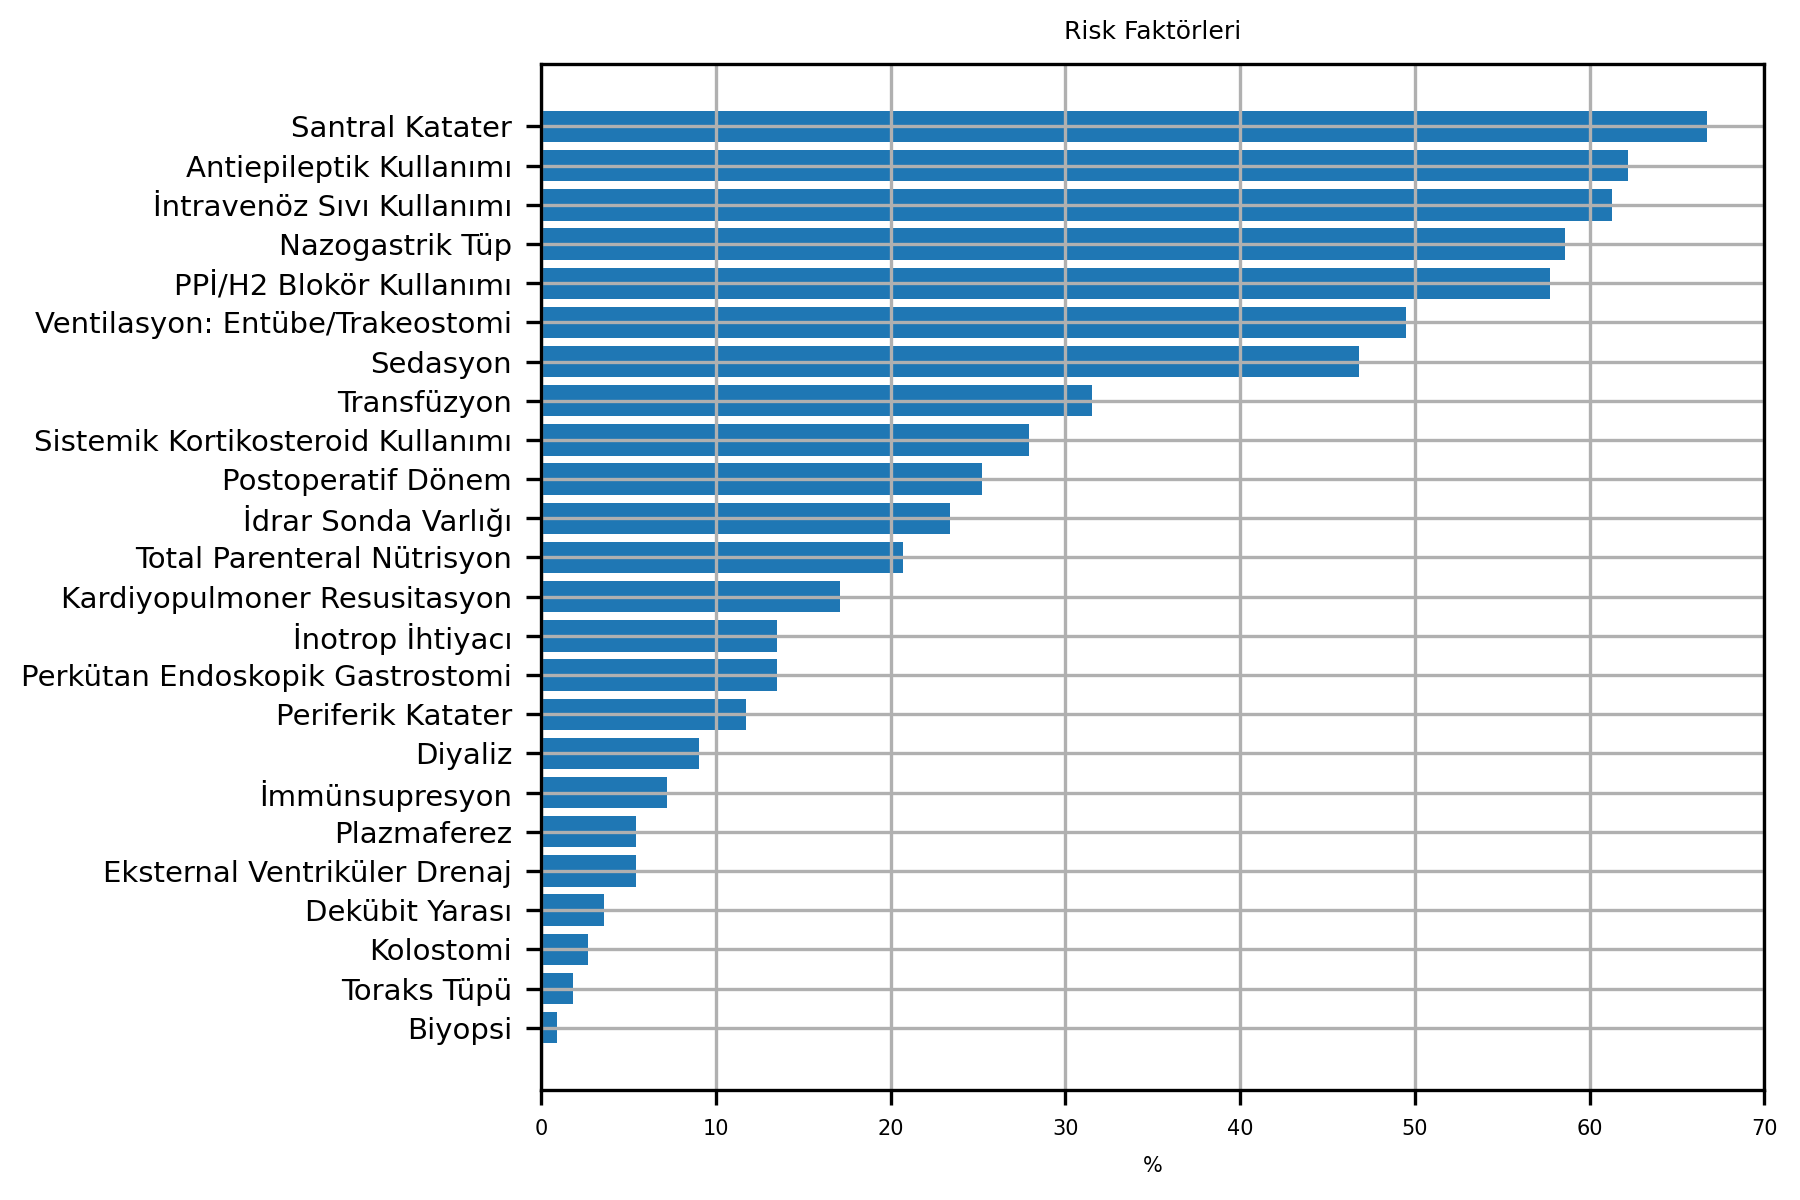 Risk Faktörleri
Santral Katater
Antiepileptik Kullanımı
İntravenöz Sıvı Kullanımı
Nazogastrik Tüp
PPİ/H2 Blokör Kullanımı
Ventilasyon: Entübe/Trakeostomi
Sedasyon
Transfüzyon
Sistemik Kortikosteroid Kullanımı
Postoperatif Dönem
İdrar Sonda Varlığı
Total Parenteral Nütrisyon
Kardiyopulmoner Resusitasyon
İnotrop İhtiyacı
Perkütan Endoskopik Gastrostomi
Periferik Katater
Diyaliz
İmmünsupresyon
Plazmaferez
Eksternal Ventriküler Drenaj
Dekübit Yarası
Kolostomi
Toraks Tüpü
Biyopsi
0 10 20 30 40 50 60 70
%